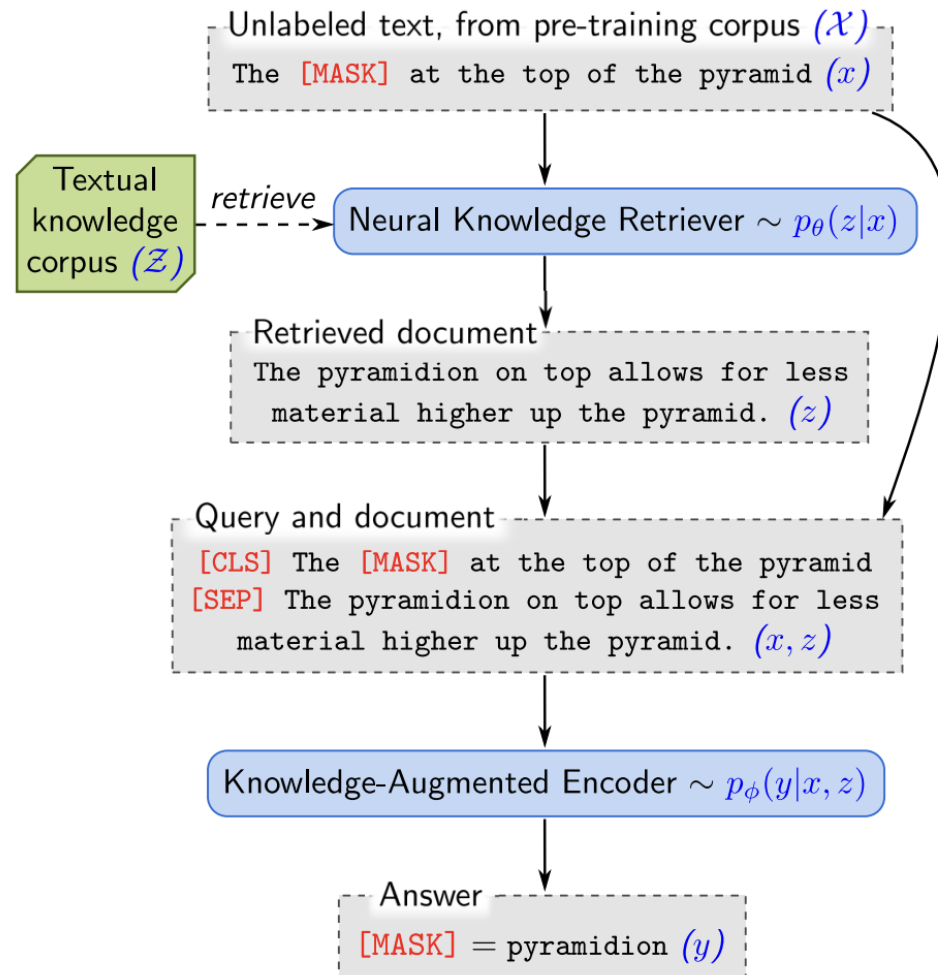 Unlabeled text, from pre-training corpus (𝒳)
The [MASK] at the top of the pyramid (x)
Textual
knowledge
corpus (𝒵)
retrieve
Neural Knowledge Retriever ∼ pθ(z|x)
Retrieved document
The pyramidion on top allows for less
material higher up the pyramid. (z)
Query and document
[CLS] The [MASK] at the top of the pyramid
[SEP] The pyramidion on top allows for less
material higher up the pyramid. (x, z)
Knowledge-Augmented Encoder ∼ pϕ(y|x, z)
Answer
[MASK] = pyramidion (y)